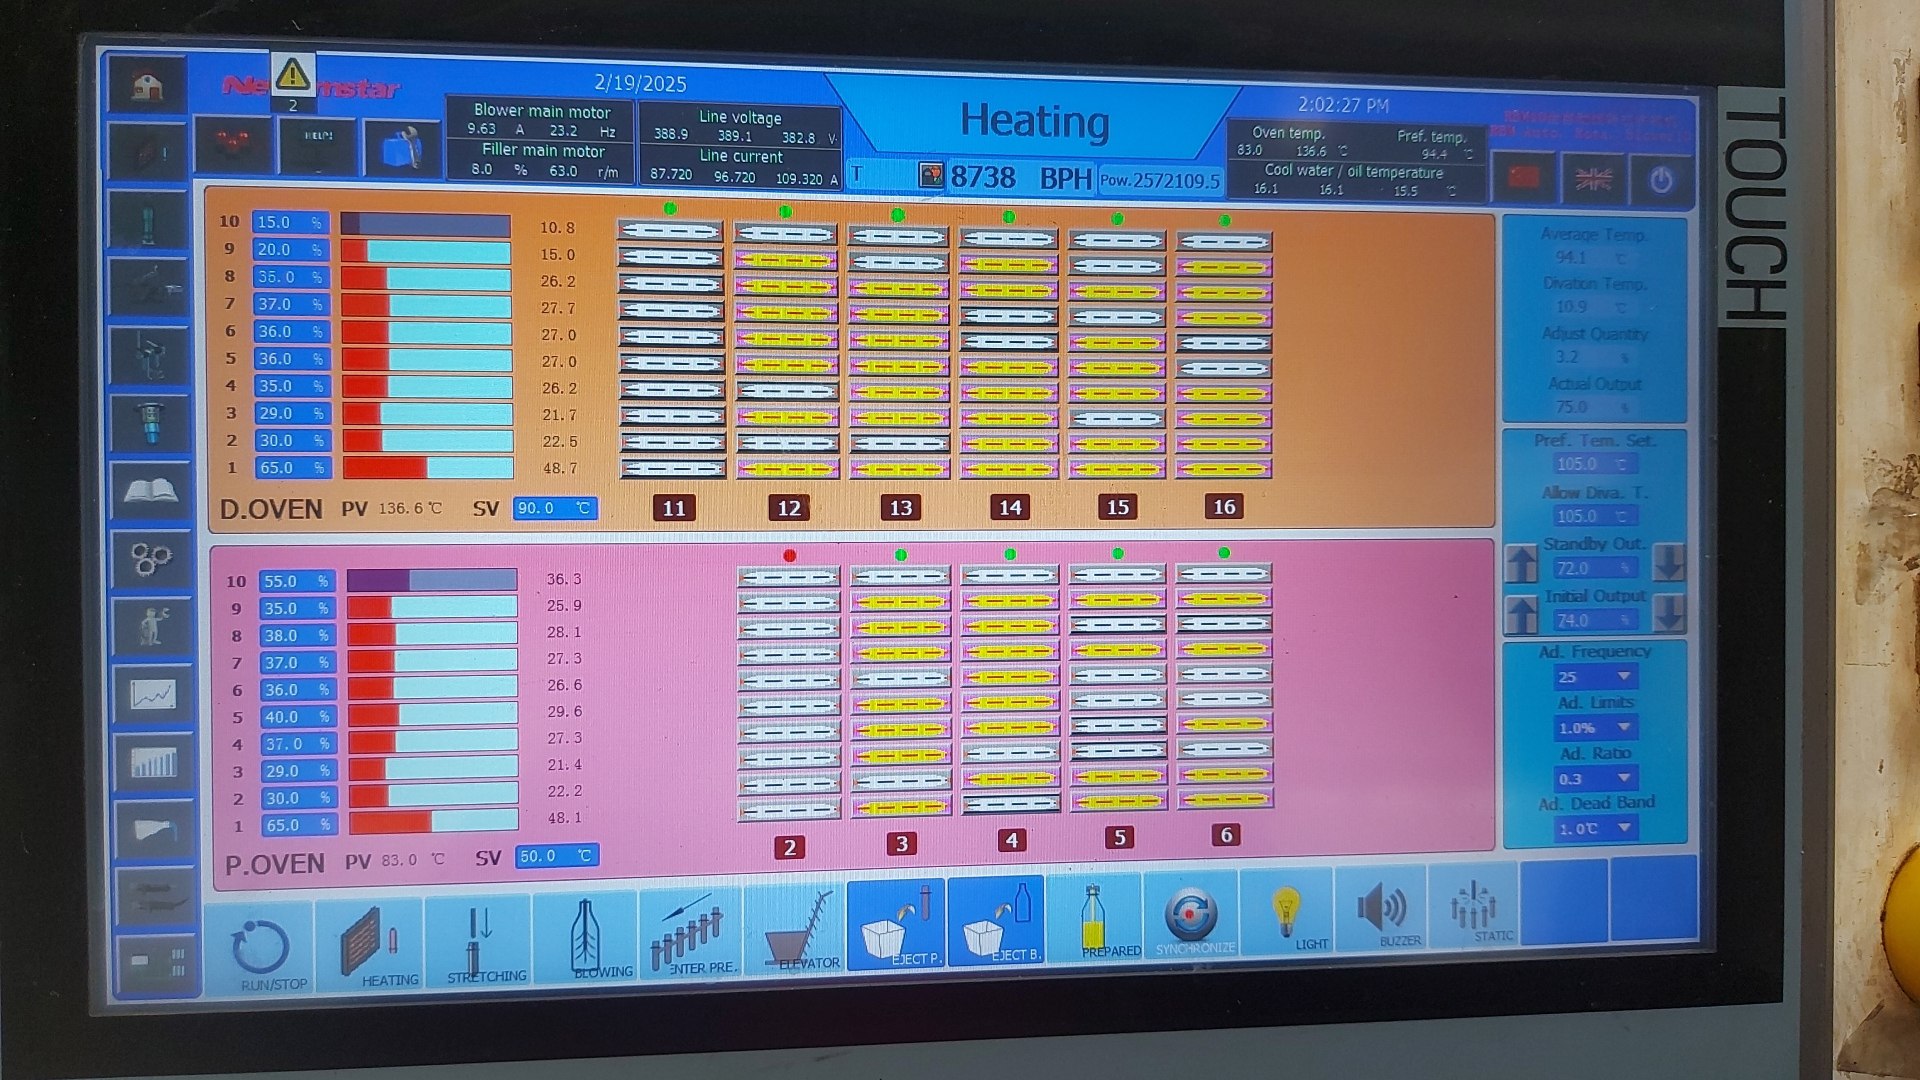 2
2/19/2025
Heating
2:02:27 PM
HELP!
Blower main motor
9.63 A 23.2 Hz
Filler main motor
8.0 % 63.0 r/m
Line voltage
388.9 389.1 382.8 V
Line current
87.720 96.720 109.320 A
T 8738 BPH Pow.2572109.5
Oven temp. Pref. temp.
83.0 136.6 ℃ 94.4 ℃
Cool water / oil temperature
16.1 16.1 15.5 ℃
10 15.0 % 10.8
9 20.0 % 15.0
8 35.0 % 26.2
7 37.0 % 27.7
6 36.0 % 27.0
5 36.0 % 27.0
4 35.0 % 26.2
3 29.0 % 21.7
2 30.0 % 22.5
1 65.0 % 48.7
D.OVEN PV 136.6 ℃ SV 90.0 ℃
11 12 13 14 15 16
10 55.0 % 36.3
9 35.0 % 25.9
8 38.0 % 28.1
7 37.0 % 27.3
6 36.0 % 26.6
5 40.0 % 29.6
4 37.0 % 27.3
3 29.0 % 21.4
2 30.0 % 22.2
1 65.0 % 48.1
P.OVEN PV 83.0 ℃ SV 50.0 ℃
2 3 4 5 6
Average Temp.
94.1 ℃
Divation Temp.
10.9 ℃
Adjust Quantity
3.2 %
Actual Output
75.0 %
Pref. Tem. Set.
105.0 ℃
Allow Diva. T.
105.0 ℃
Standby Out.
72.0 %
Initial Output
74.0 %
Ad. Frequency
25
Ad. Limits
1.0%
Ad. Ratio
0.3
Ad. Dead Band
1.0℃
RUN/STOP
HEATING
STRETCHING
BLOWING
ENTER PRE.
ELEVATOR
EJECT P.
EJECT B.
PREPARED
SYNCHRONIZE
LIGHT
BUZZER
STATIC
TOUCH